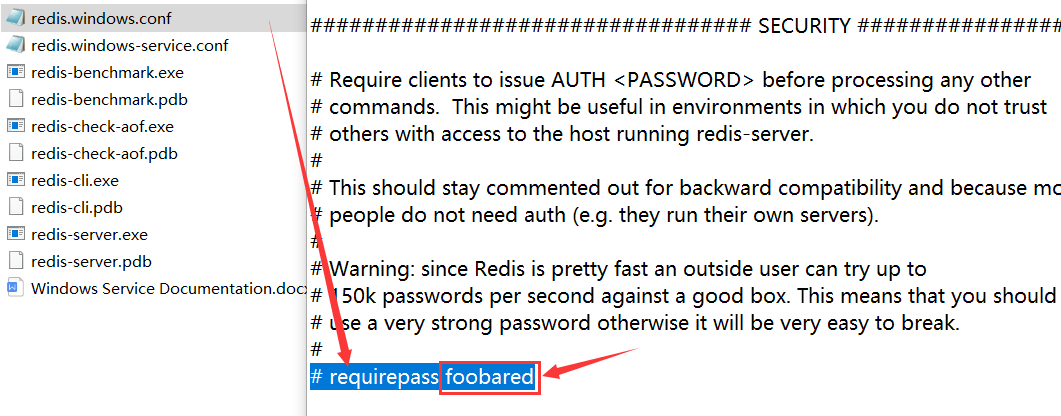 redis.windows.conf
redis.windows-service.conf
redis-benchmark.exe
redis-benchmark.pdb
redis-check-aof.exe
redis-check-aof.pdb
redis-cli.exe
redis-cli.pdb
redis-server.exe
redis-server.pdb
Windows Service Documentation.docx
################################## SECURITY ################
# Require clients to issue AUTH <PASSWORD> before processing any other
# commands.  This might be useful in environments in which you do not trust
# others with access to the host running redis-server.
#
# This should stay commented out for backward compatibility and because mo
# people do not need auth (e.g. they run their own servers).
#
# Warning: since Redis is pretty fast an outside user can try up to
# 150k passwords per second against a good box. This means that you should
# use a very strong password otherwise it will be very easy to break.
#
# requirepass foobared